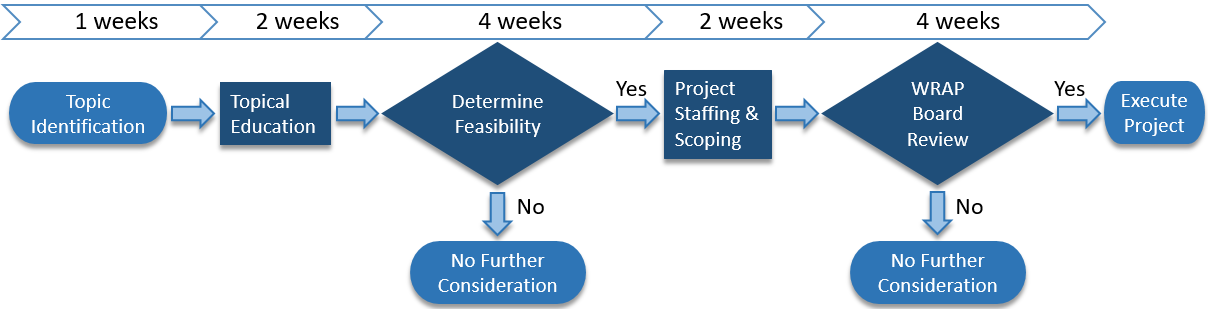 1 weeks
2 weeks
4 weeks
2 weeks
4 weeks
Topic
Identification
Topical
Education
Determine
Feasibility
Yes
Project
Staffing &
Scoping
WRAP
Board
Review
Yes
Execute
Project
No
No Further
Consideration
No
No Further
Consideration